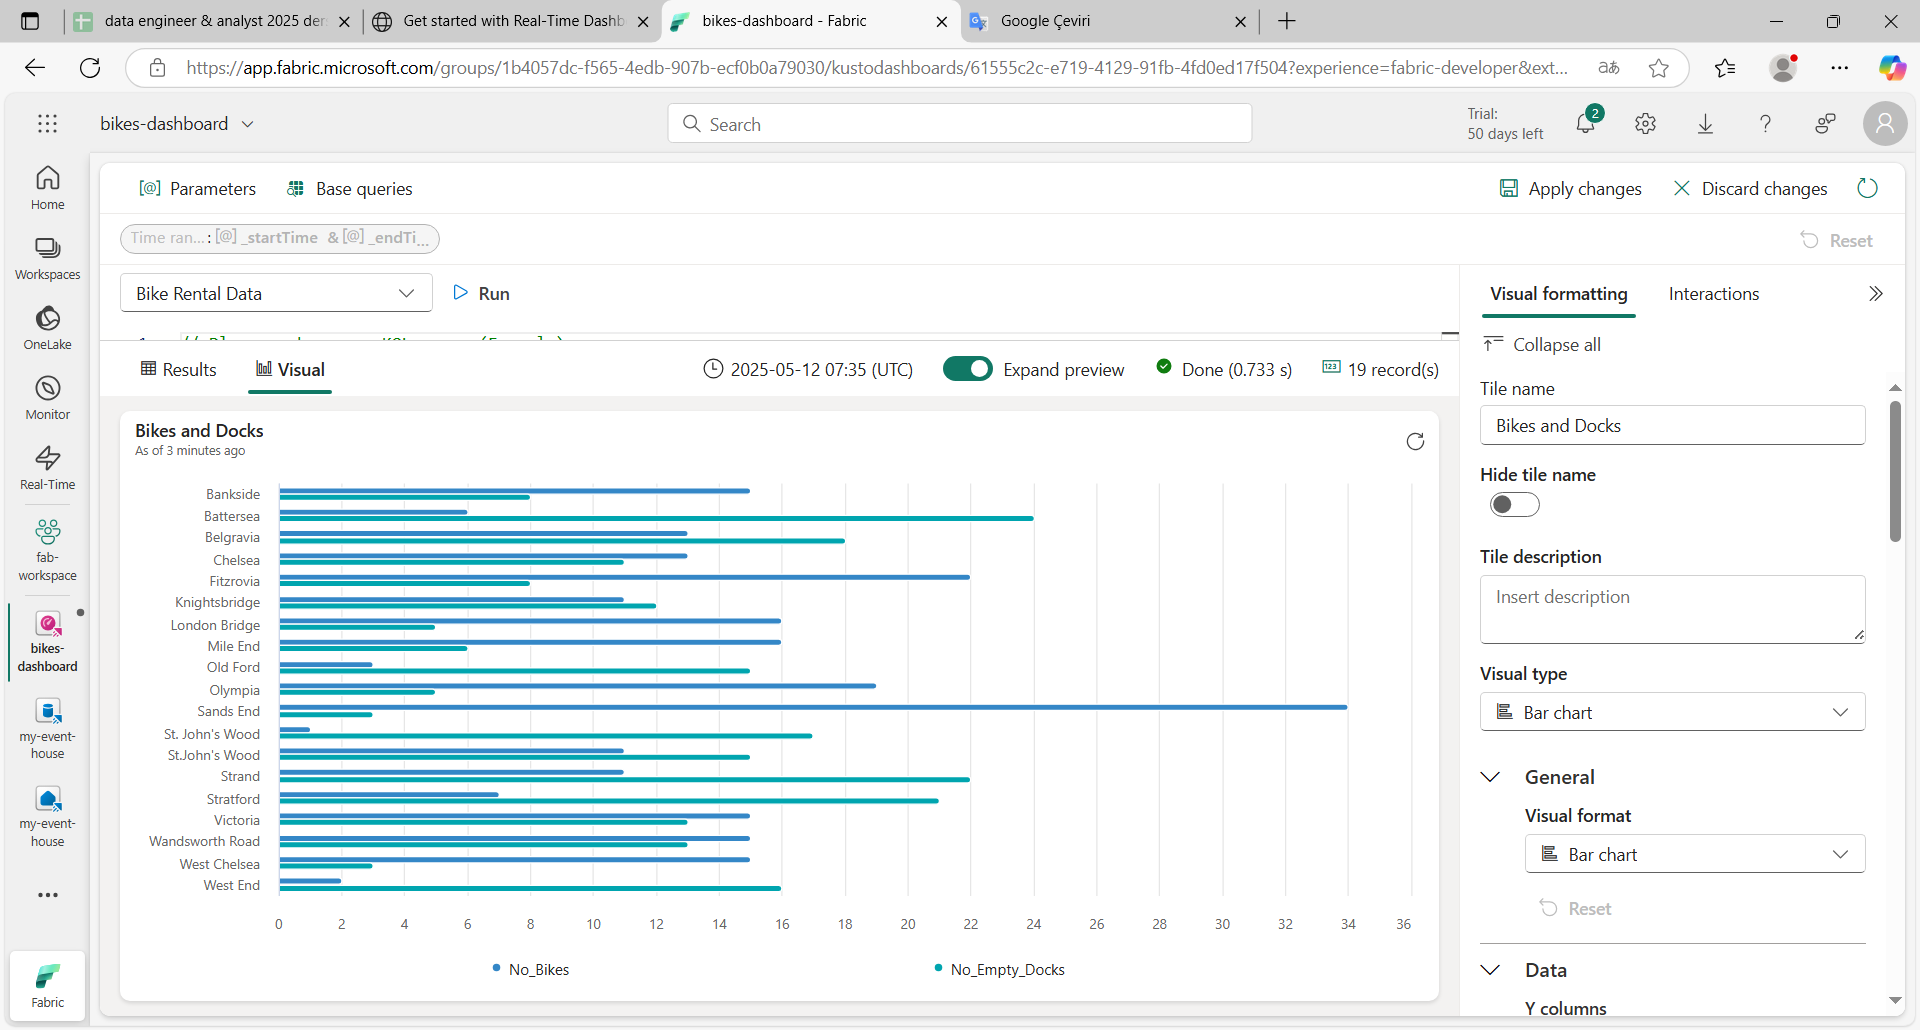 data engineer & analyst 2025 der
Get started with Real-Time Dashb
bikes-dashboard - Fabric
Google Çeviri
https://app.fabric.microsoft.com/groups/1b4057dc-f565-4edb-907b-ecf0b0a79030/kustodashboards/61555c2c-e719-4129-91fb-4fd0ed17f504?experience=fabric-developer&ext...
bikes-dashboard
Search
Trial:
50 days left
2
Home
Workspaces
OneLake
Monitor
Real-Time
fab-
workspace
bikes-
dashboard
my-event-
house
my-event-
house
Fabric
Parameters
Base queries
Apply changes
Discard changes
Time ran... : [@] _startTime & [@] _endTi...
Reset
Bike Rental Data
Run
Results
Visual
2025-05-12 07:35 (UTC)
Expand preview
Done (0.733 s)
19 record(s)
Bikes and Docks
As of 3 minutes ago
Bankside
Battersea
Belgravia
Chelsea
Fitzrovia
Knightsbridge
London Bridge
Mile End
Old Ford
Olympia
Sands End
St. John's Wood
St.John's Wood
Strand
Stratford
Victoria
Wandsworth Road
West Chelsea
West End
0 2 4 6 8 10 12 14 16 18 20 22 24 26 28 30 32 34 36
No_Bikes
No_Empty_Docks
Visual formatting
Interactions
Collapse all
Tile name
Bikes and Docks
Hide tile name
Tile description
Insert description
Visual type
Bar chart
General
Visual format
Bar chart
Reset
Data
Y columns